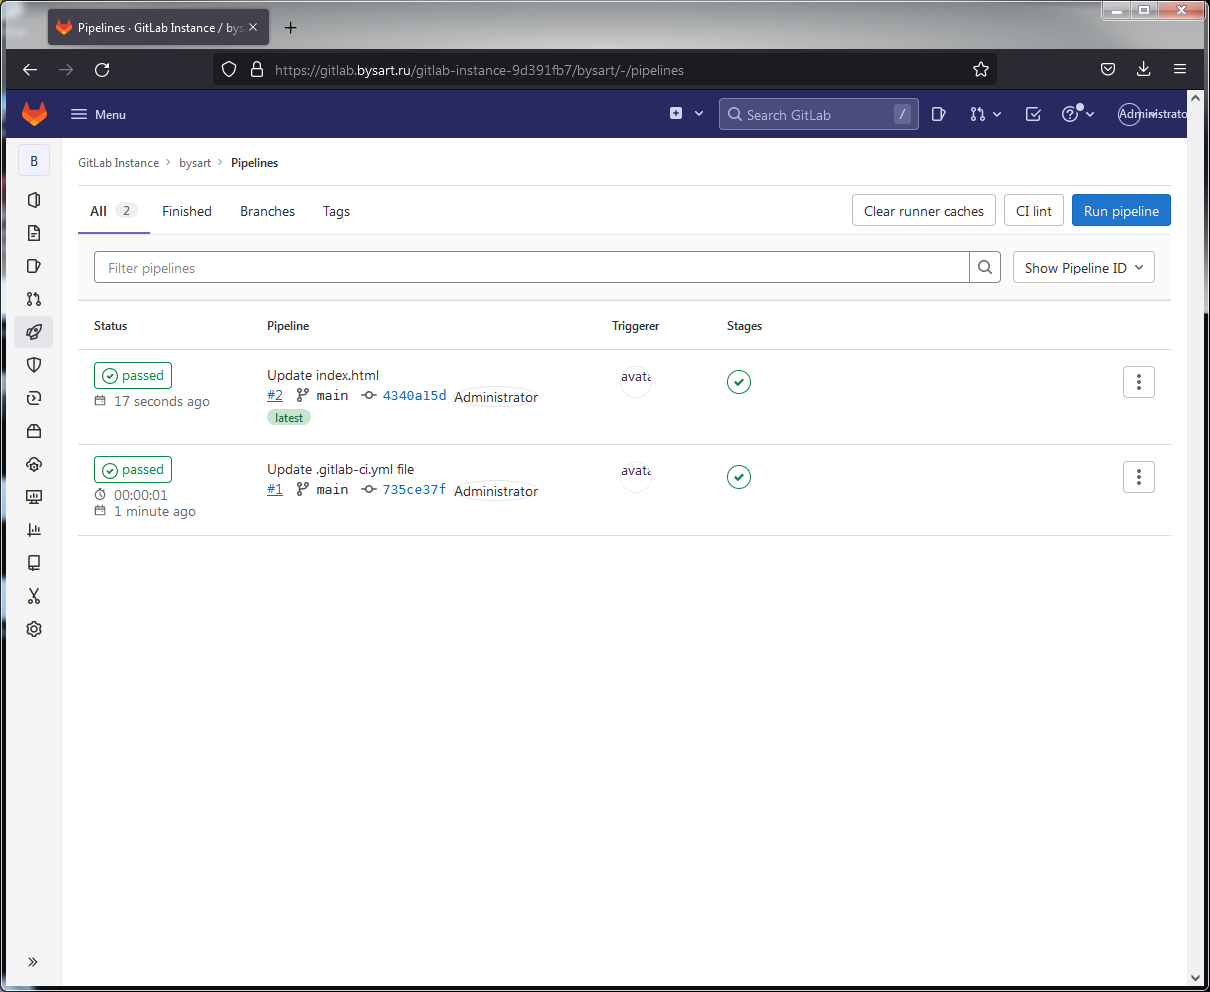 Pipelines · GitLab Instance / bys
https://gitlab.bysart.ru/gitlab-instance-9d391fb7/bysart/-/pipelines
Menu
Search GitLab
/
Administrato
B
GitLab Instance > bysart > Pipelines
All 2 Finished Branches Tags
Clear runner caches CI lint Run pipeline
Filter pipelines
Show Pipeline ID
Status Pipeline Triggerer Stages
passed
17 seconds ago
Update index.html
#2 main 4340a15d Administrator
latest
avata
passed
00:00:01
1 minute ago
Update .gitlab-ci.yml file
#1 main 735ce37f Administrator
avata